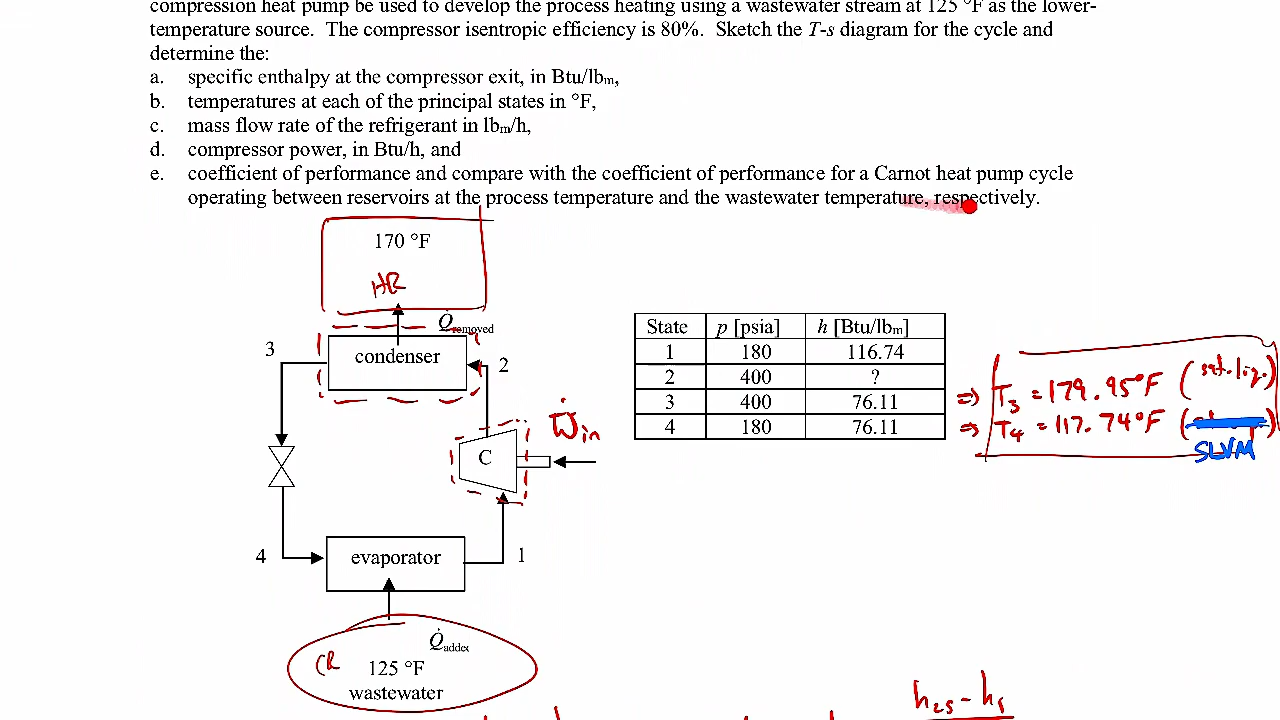 compression heat pump be used to develop the process heating using a wastewater stream at 125 °F as the lower-
temperature source.  The compressor isentropic efficiency is 80%.  Sketch the T-s diagram for the cycle and
determine the:
a. specific enthalpy at the compressor exit, in Btu/lbm,
b. temperatures at each of the principal states in °F,
c. mass flow rate of the refrigerant in lbm/h,
d. compressor power, in Btu/h, and
e. coefficient of performance and compare with the coefficient of performance for a Carnot heat pump cycle
operating between reservoirs at the process temperature and the wastewater temperature, respectively.
170 °F
HR
Q̇removed
condenser
3
2
Ẇin
C
4
evaporator
1
Q̇addec
CR
125 °F
wastewater
State p [psia] h [Btu/lbm]
1 180 116.74
2 400 ?
3 400 76.11
4 180 76.11
⇒ T3 = 179.95°F (sat. liq.)
⇒ T4 = 117.74°F
SLVM
h2s - h1